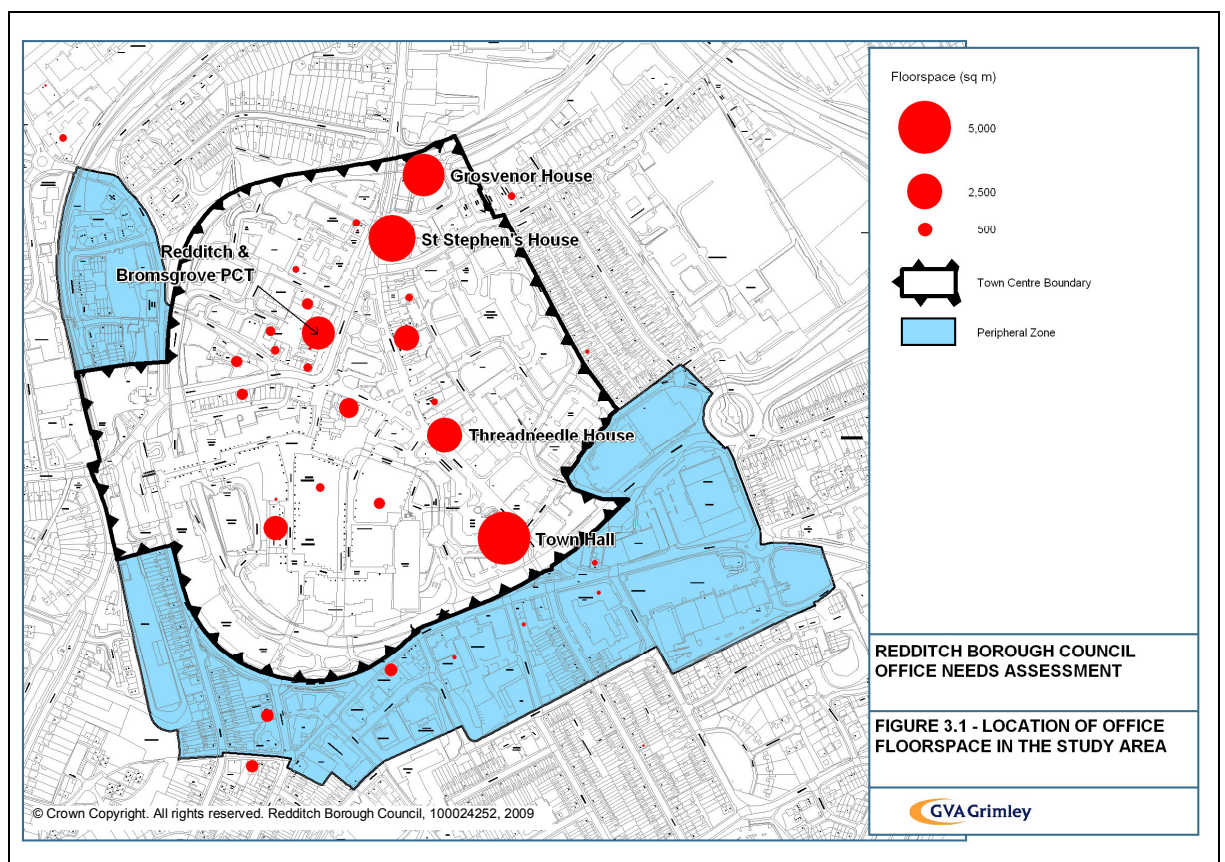 Grosvenor House
St Stephen's House
Redditch &
Bromsgrove PCT
Threadneedle House
Town Hall
© Crown Copyright. All rights reserved. Redditch Borough Council, 100024252, 2009
Floorspace (sq m)
5,000
2,500
500
Town Centre Boundary
Peripheral Zone
REDDITCH BOROUGH COUNCIL
OFFICE NEEDS ASSESSMENT
FIGURE 3.1 - LOCATION OF OFFICE
FLOORSPACE IN THE STUDY AREA
GVA Grimley